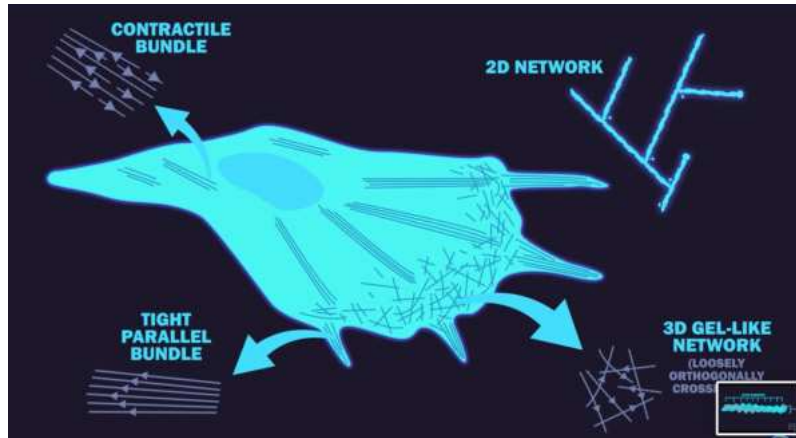 CONTRACTILE
BUNDLE
2D NETWORK
TIGHT
PARALLEL
BUNDLE
3D GEL-LIKE
NETWORK
(LOOSELY
ORTHOGONALLY